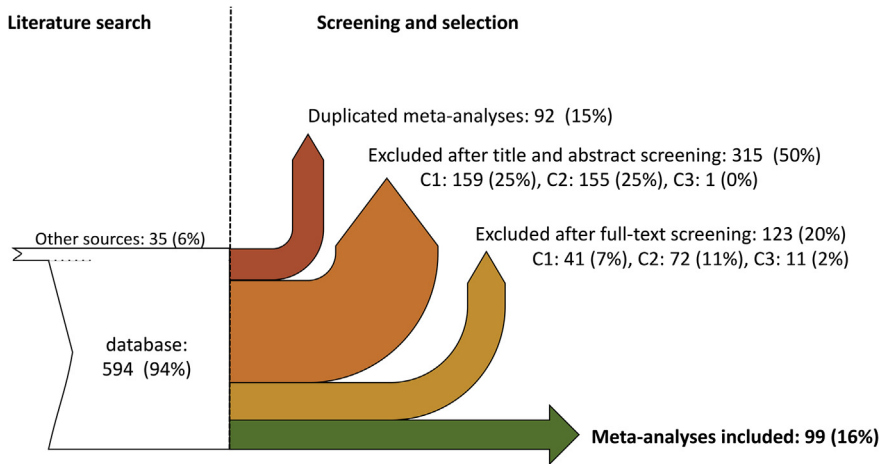 Literature search
Screening and selection
Duplicated meta-analyses: 92 (15%)
Excluded after title and abstract screening: 315 (50%)
C1: 159 (25%), C2: 155 (25%), C3: 1 (0%)
Other sources: 35 (6%)
Excluded after full-text screening: 123 (20%)
C1: 41 (7%), C2: 72 (11%), C3: 11 (2%)
database:
594 (94%)
Meta-analyses included: 99 (16%)